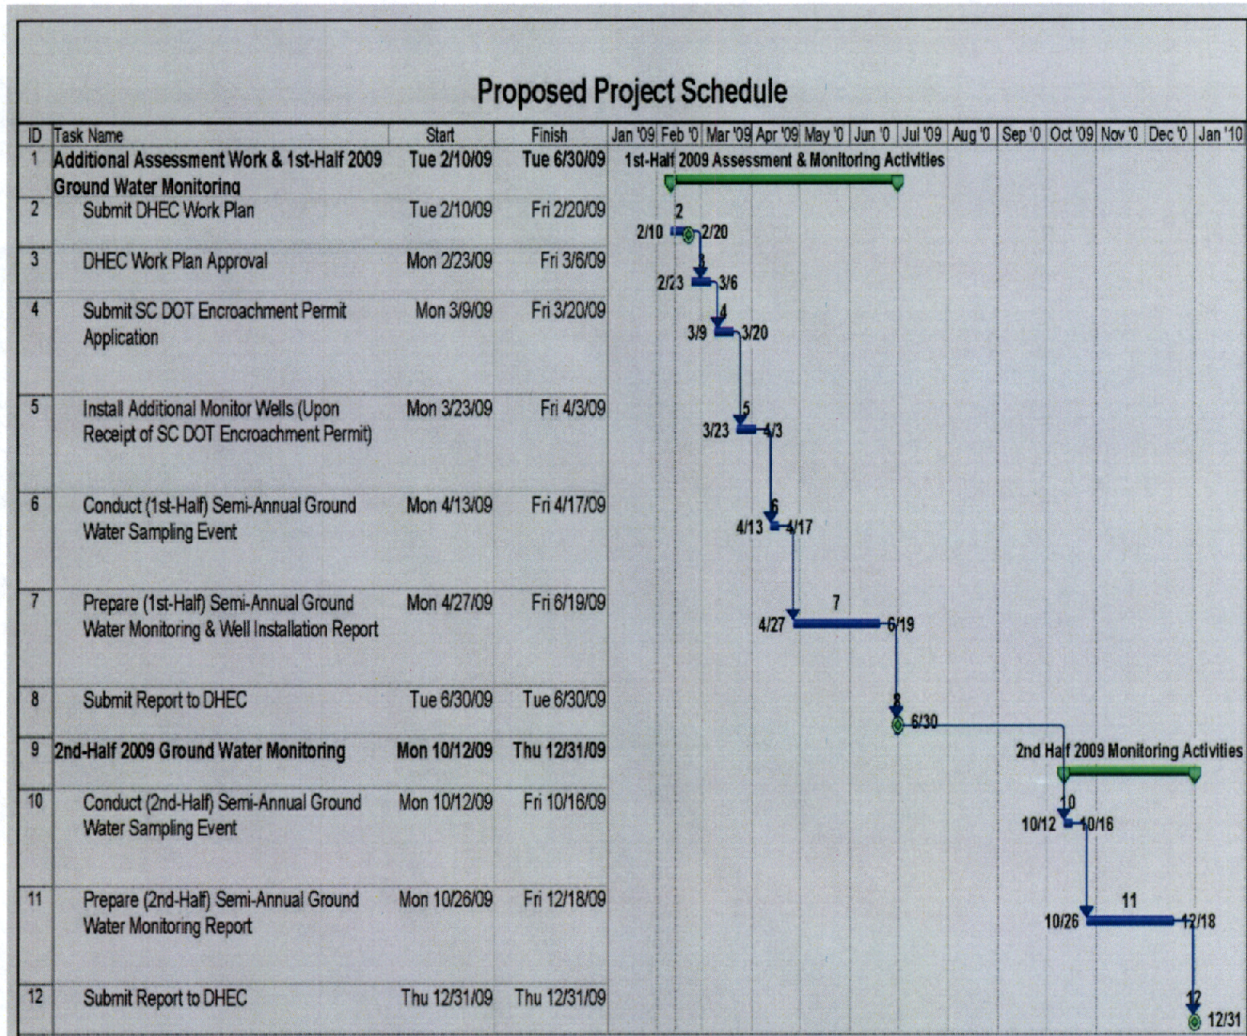 Proposed Project Schedule
ID Task Name Start Finish Jan '09 Feb '0 Mar '09 Apr '09 May '0 Jun '0 Jul '09 Aug '0 Sep '0 Oct '09 Nov '0 Dec '0 Jan '10
1 Additional Assessment Work & 1st-Half 2009 Tue 2/10/09 Tue 6/30/09 1st-Half 2009 Assessment & Monitoring Activities
Ground Water Monitoring
2 Submit DHEC Work Plan Tue 2/10/09 Fri 2/20/09 2
2/10 2/20
3 DHEC Work Plan Approval Mon 2/23/09 Fri 3/6/09 3
2/23 3/6
4 Submit SC DOT Encroachment Permit Mon 3/9/09 Fri 3/20/09 4
Application 3/9 3/20
5 Install Additional Monitor Wells (Upon Mon 3/23/09 Fri 4/3/09 5
Receipt of SC DOT Encroachment Permit) 3/23 4/3
6 Conduct (1st-Half) Semi-Annual Ground Mon 4/13/09 Fri 4/17/09 6
Water Sampling Event 4/13 4/17
7 Prepare (1st-Half) Semi-Annual Ground Mon 4/27/09 Fri 6/19/09 7
Water Monitoring & Well Installation Report 4/27 6/19
8 Submit Report to DHEC Tue 6/30/09 Tue 6/30/09 8
6/30
9 2nd-Half 2009 Ground Water Monitoring Mon 10/12/09 Thu 12/31/09 2nd Half 2009 Monitoring Activities
10 Conduct (2nd-Half) Semi-Annual Ground Mon 10/12/09 Fri 10/16/09 10
Water Sampling Event 10/12 10/16
11 Prepare (2nd-Half) Semi-Annual Ground Mon 10/26/09 Fri 12/18/09 11
Water Monitoring Report 10/26 12/18
12 Submit Report to DHEC Thu 12/31/09 Thu 12/31/09 12
12/31